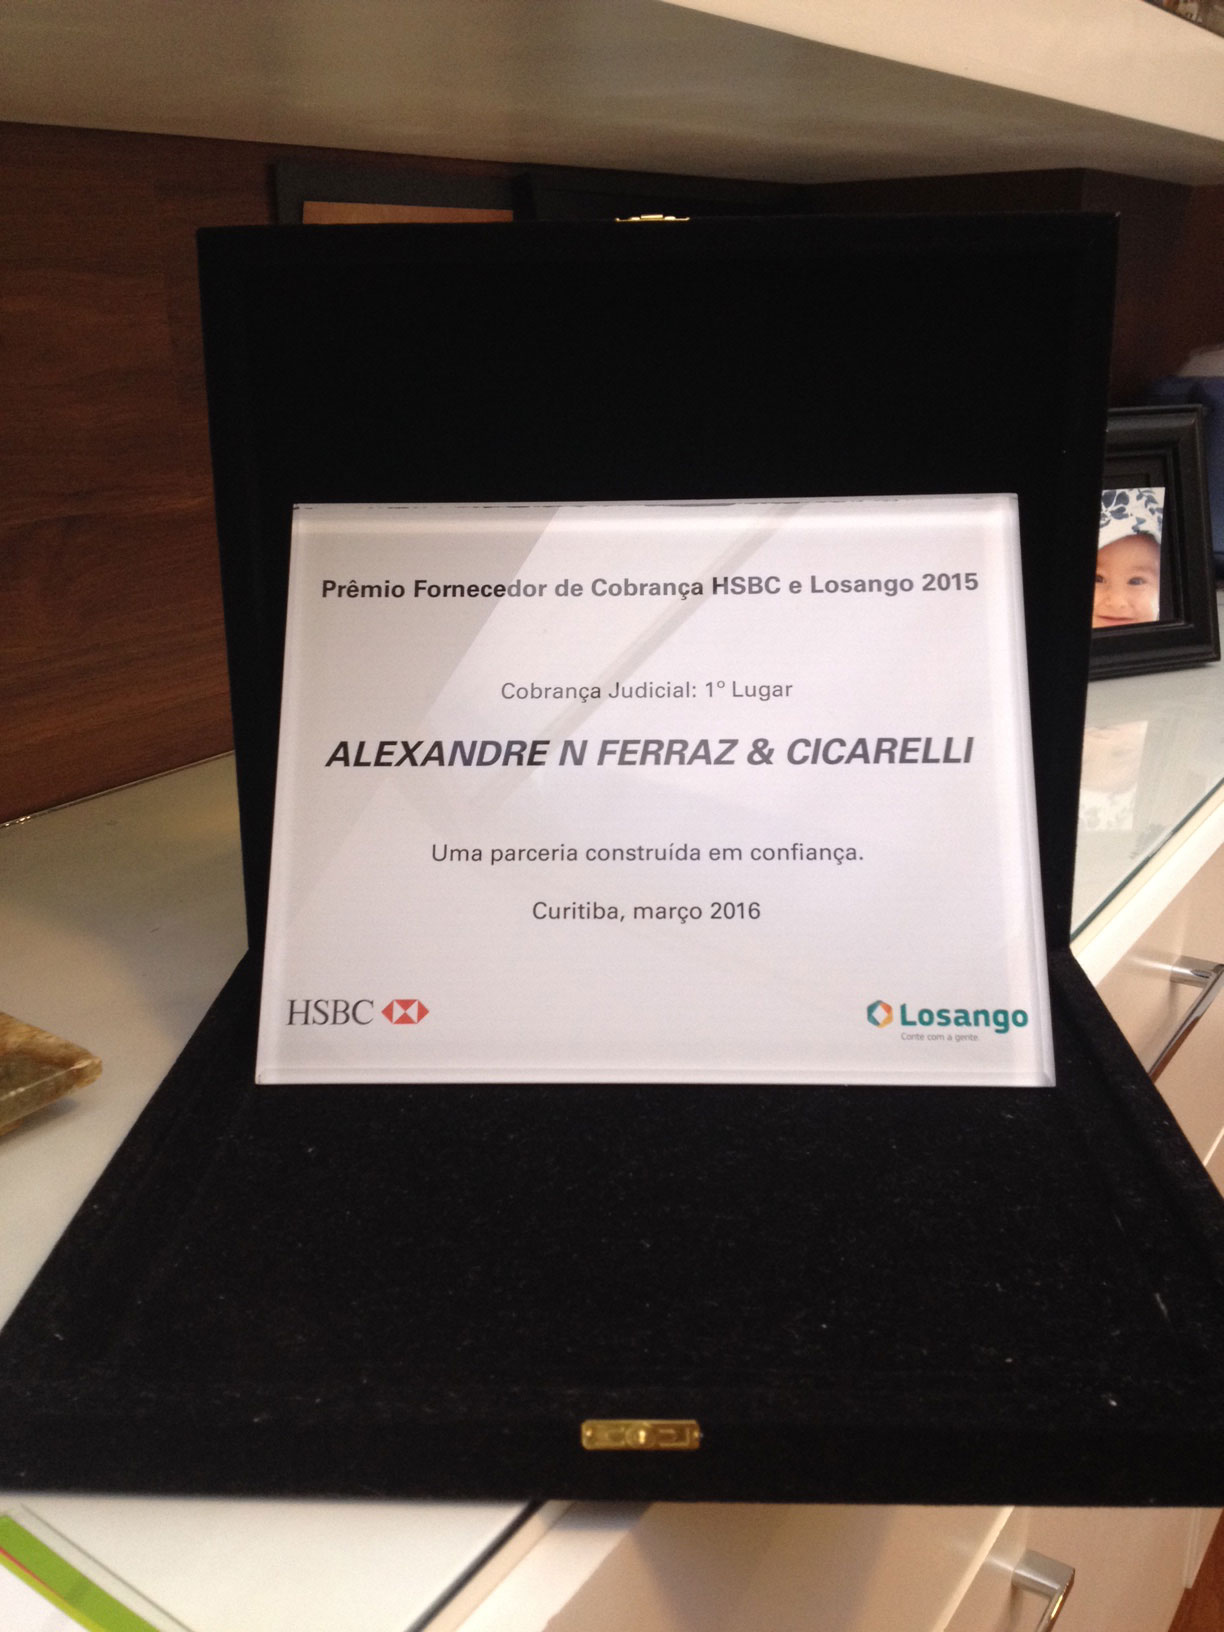 Prêmio Fornecedor de Cobrança HSBC e Losango 2015
Cobrança Judicial: 1º Lugar
ALEXANDRE N FERRAZ & CICARELLI
Uma parceria construída em confiança.
Curitiba, março 2016
HSBC
Losango
Conte com a gente